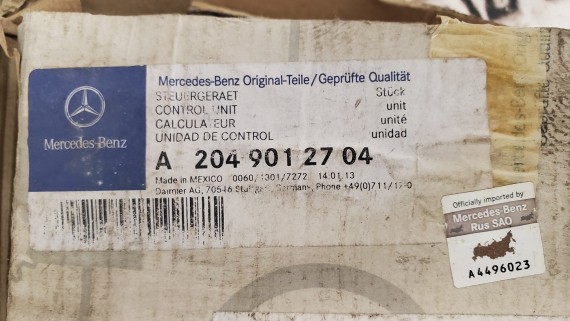 Mercedes-Benz
Mercedes-Benz Original-Teile/Geprüfte Qualität
STEUERGERAET Stück
CONTROL UNIT unit
CALCULATEUR unité
UNIDAD DE CONTROL unidad
A 204 901 27 04
Made in MEXICO 0060/1301/7272 14.01.13
Daimler AG, 70546 Stuttgart, Germany, Phone +49(0)711/17-0
Officially imported by
Mercedes-Benz
Rus SAO
A4496023